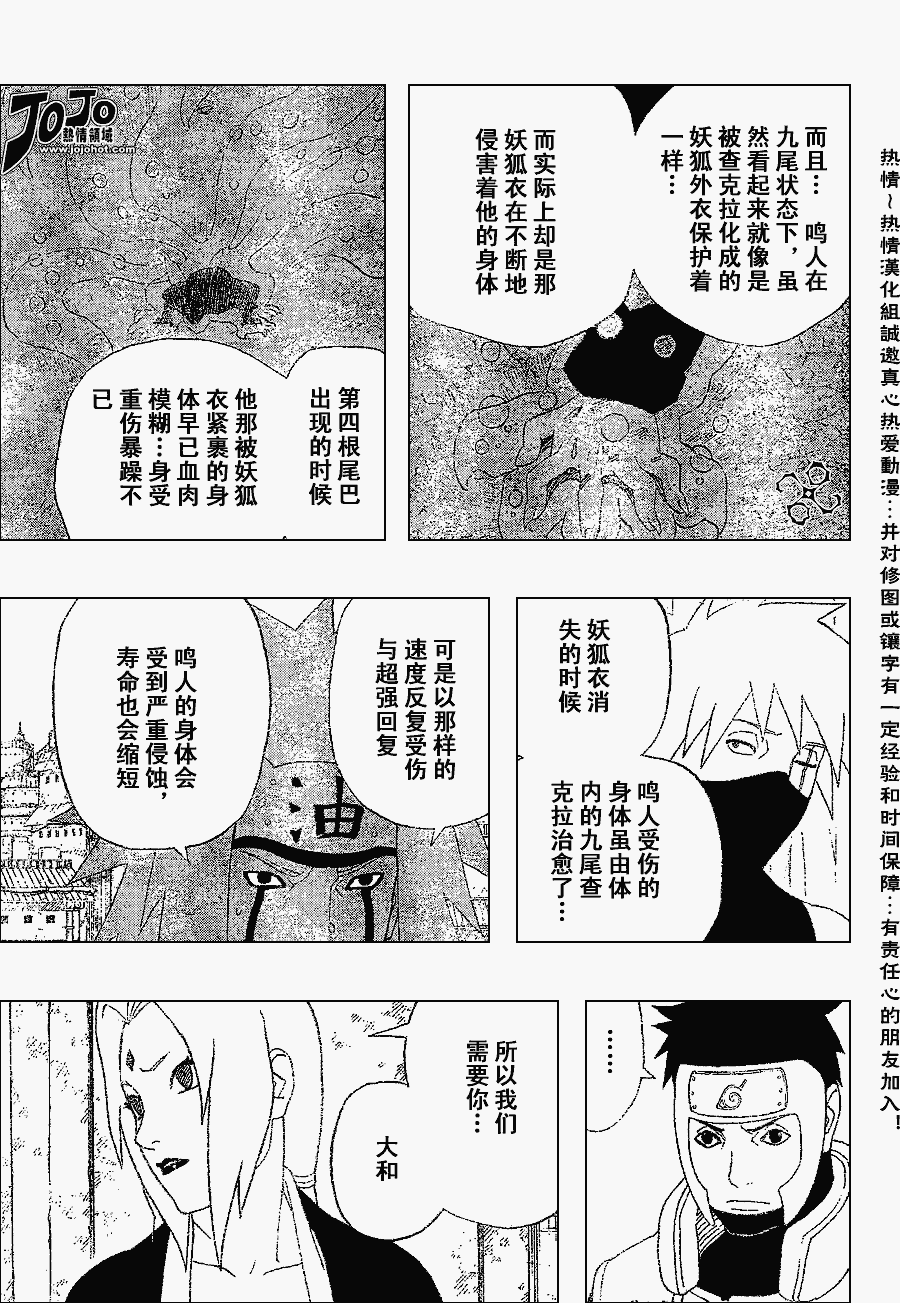 而且… 鸣人在
九尾状态下，虽
然看起来就像是
被查克拉化成的
妖狐外衣保护着
一样…
而实际上却是那
妖狐衣在不断地
侵害着他的身体
JOJO
熱情領域
www.jojohot.com
第四根尾巴
出现的时候
他那被妖狐
衣紧裹的身
体早已血肉
模糊…身受
重伤暴躁不
已
妖狐衣消
失的时候
鸣人受伤的
身体虽由体
内的九尾查
克拉治愈了…
可是以那样的
速度反复受伤
与超强回复
油
鸣人的身体会
受到严重侵蚀，
寿命也会缩短
……
所以我们
需要你…
大和
热情～热情漢化組誠邀真心热爱動漫…并对修图或镶字有一定经验和时间保障…有责任心的朋友加入！